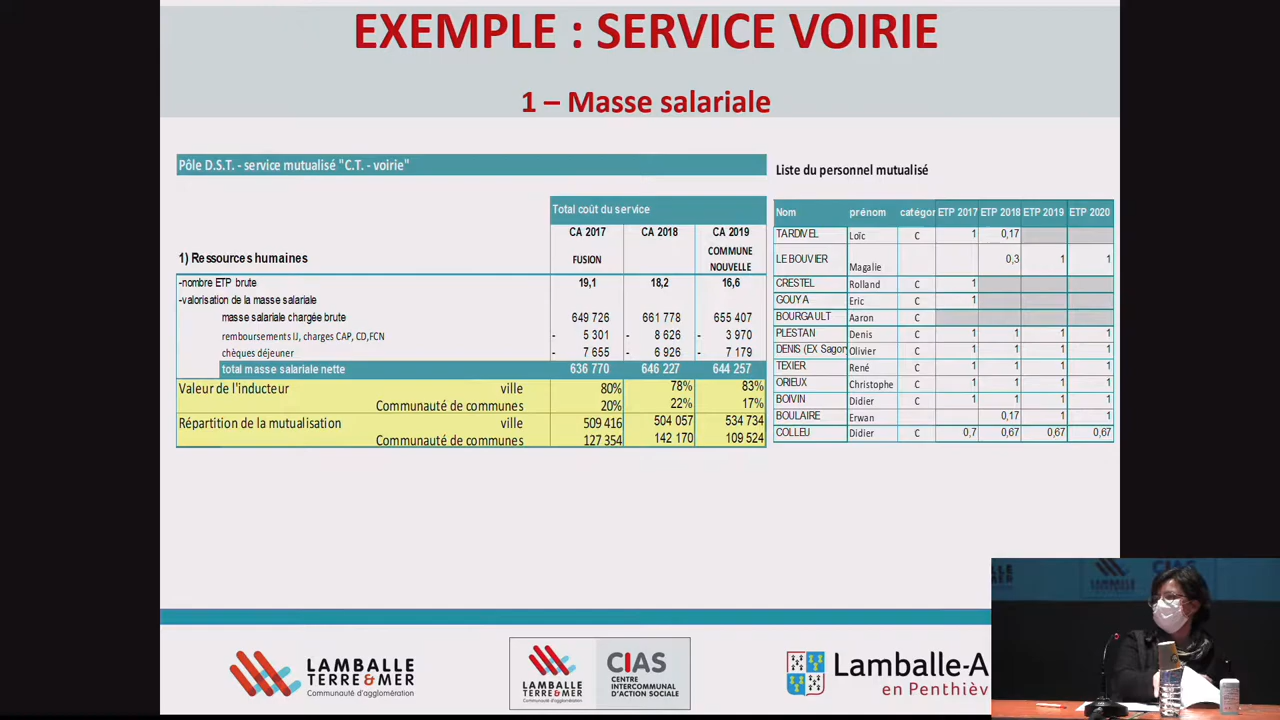 EXEMPLE : SERVICE VOIRIE
1 – Masse salariale
Pôle D.S.T. - service mutualisé "C.T. - voirie"
Total coût du service
CA 2017 CA 2018 CA 2019
1) Ressources humaines FUSION COMMUNE NOUVELLE
-nombre ETP brute 19,1 18,2 16,6
-valorisation de la masse salariale
masse salariale chargée brute 649 726 661 778 655 407
remboursements IJ, charges CAP, CD,FCN - 5 301 - 8 626 - 3 970
chèques déjeuner - 7 655 - 6 926 - 7 179
total masse salariale nette 636 770 646 227 644 257
Valeur de l'inducteur ville 80% 78% 83%
Communauté de communes 20% 22% 17%
Répartition de la mutualisation ville 509 416 504 057 534 734
Communauté de communes 127 354 142 170 109 524
Liste du personnel mutualisé
Nom prénom catégor ETP 2017 ETP 2018 ETP 2019 ETP 2020
TARDIVEL Loïc C 1 0,17
LE BOUVIER Magalie 0,3 1 1
CRESTEL Rolland C 1
GOUYA Eric C 1
BOURGAULT Aaron C
PLESTAN Denis C 1 1 1 1
DENIS (EX Sagor Olivier C 1 1 1 1
TEXIER René C 1 1 1 1
ORIEUX Christophe C 1 1 1 1
BOIVIN Didier C 1 1 1 1
BOULAIRE Erwan 0,17 1 1
COLLEU Didier C 0,7 0,67 0,67 0,67
LAMBALLE
TERRE & MER
Communauté d'agglomération
LAMBALLE
TERRE & MER
Communauté d'agglomération
CIAS
CENTRE
INTERCOMMUNAL
D'ACTION SOCIALE
Lamballe-A
en Penthièv
CIAS